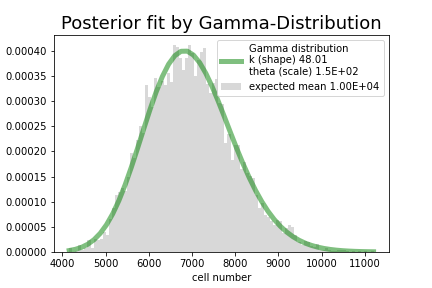 Posterior fit by Gamma-Distribution
Gamma distribution
k (shape) 48.01
theta (scale) 1.5E+02
expected mean 1.00E+04
0.00040
0.00035
0.00030
0.00025
0.00020
0.00015
0.00010
0.00005
0.00000
4000 5000 6000 7000 8000 9000 10000 11000
cell number